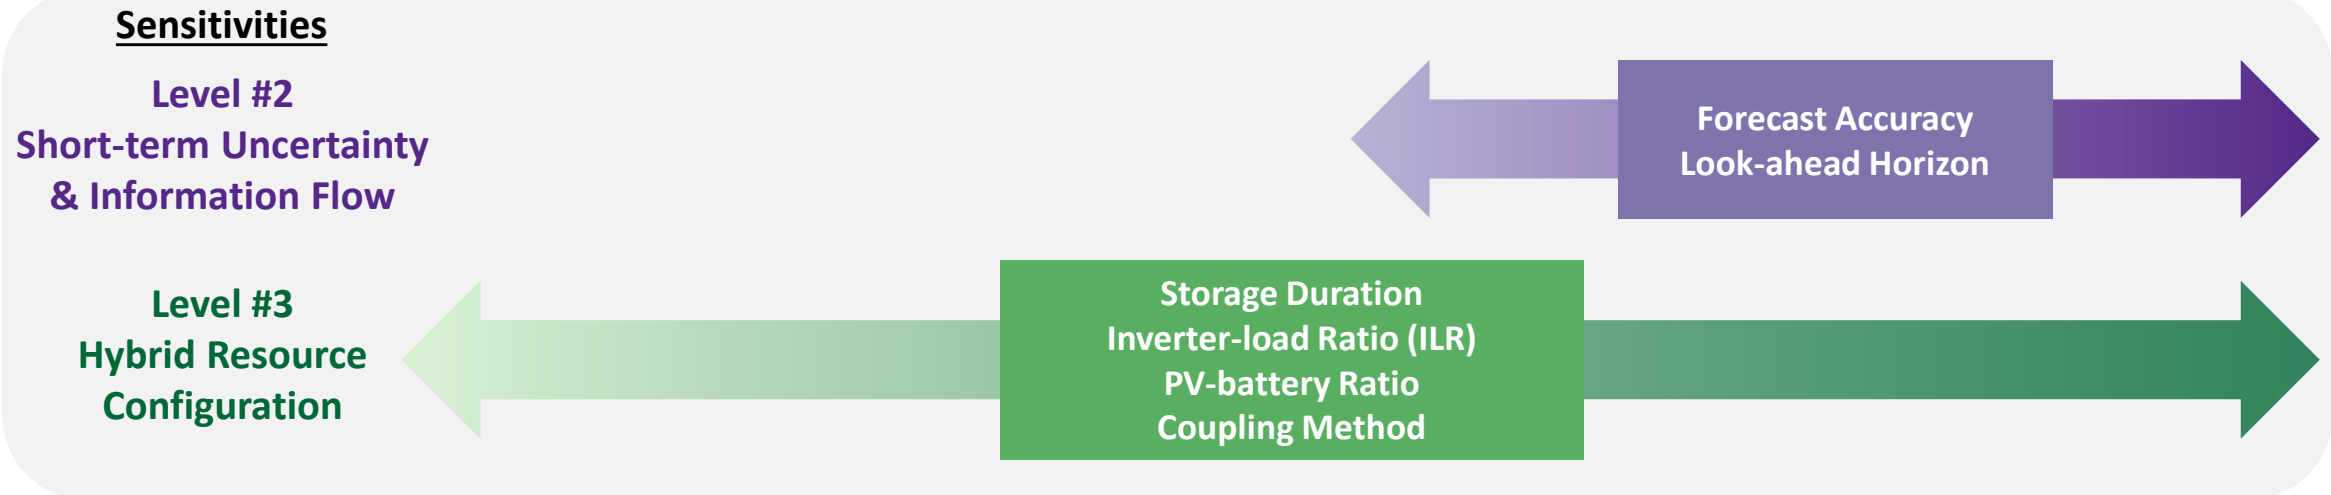 Sensitivities
Level #2
Short-term Uncertainty
& Information Flow
Forecast Accuracy
Look-ahead Horizon
Level #3
Hybrid Resource
Configuration
Storage Duration
Inverter-load Ratio (ILR)
PV-battery Ratio
Coupling Method